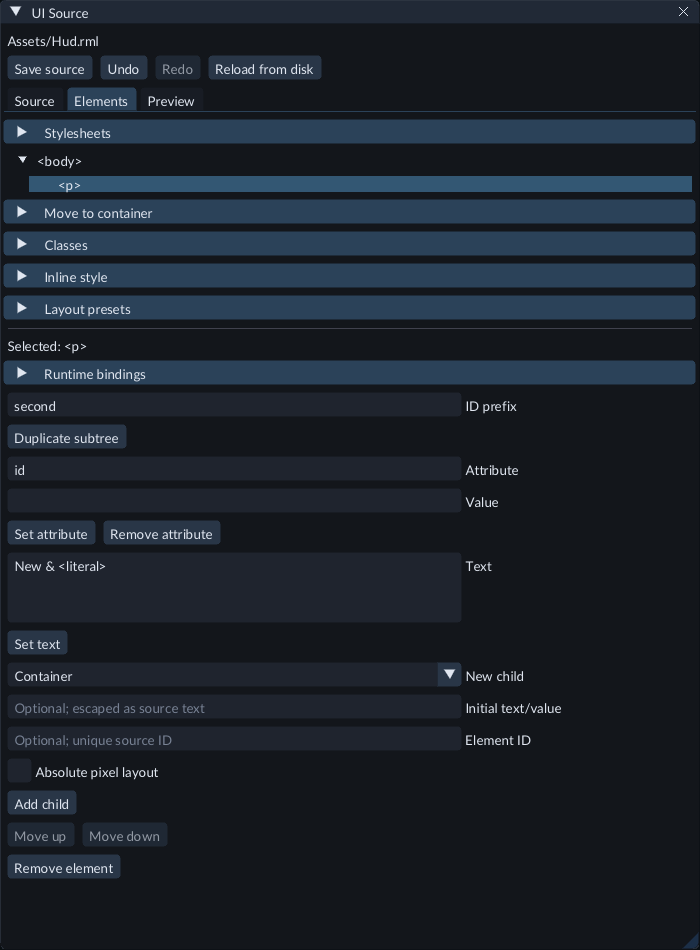 UI Source
Assets/Hud.rml
Save source Undo Redo Reload from disk
Source Elements Preview
Stylesheets
<body>
<p>
Move to container
Classes
Inline style
Layout presets
Selected: <p>
Runtime bindings
second ID prefix
Duplicate subtree
id Attribute
Value
Set attribute Remove attribute
New & <literal> Text
Set text
Container New child
Optional; escaped as source text Initial text/value
Optional; unique source ID Element ID
Absolute pixel layout
Add child
Move up Move down
Remove element